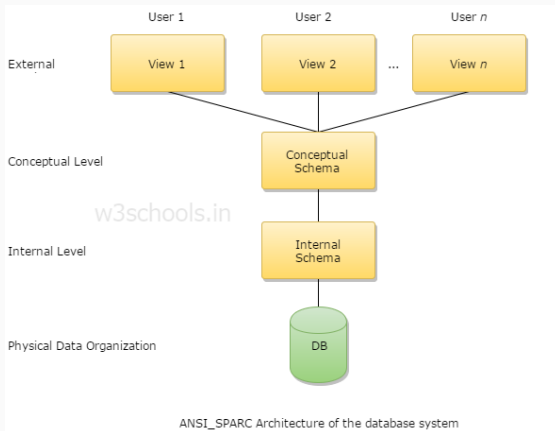 User 1 User 2 User n
External View 1 View 2 ... View n
Conceptual Level Conceptual
Schema
w3schools.in
Internal Level Internal
Schema
Physical Data Organization DB
ANSI_SPARC Architecture of the database system